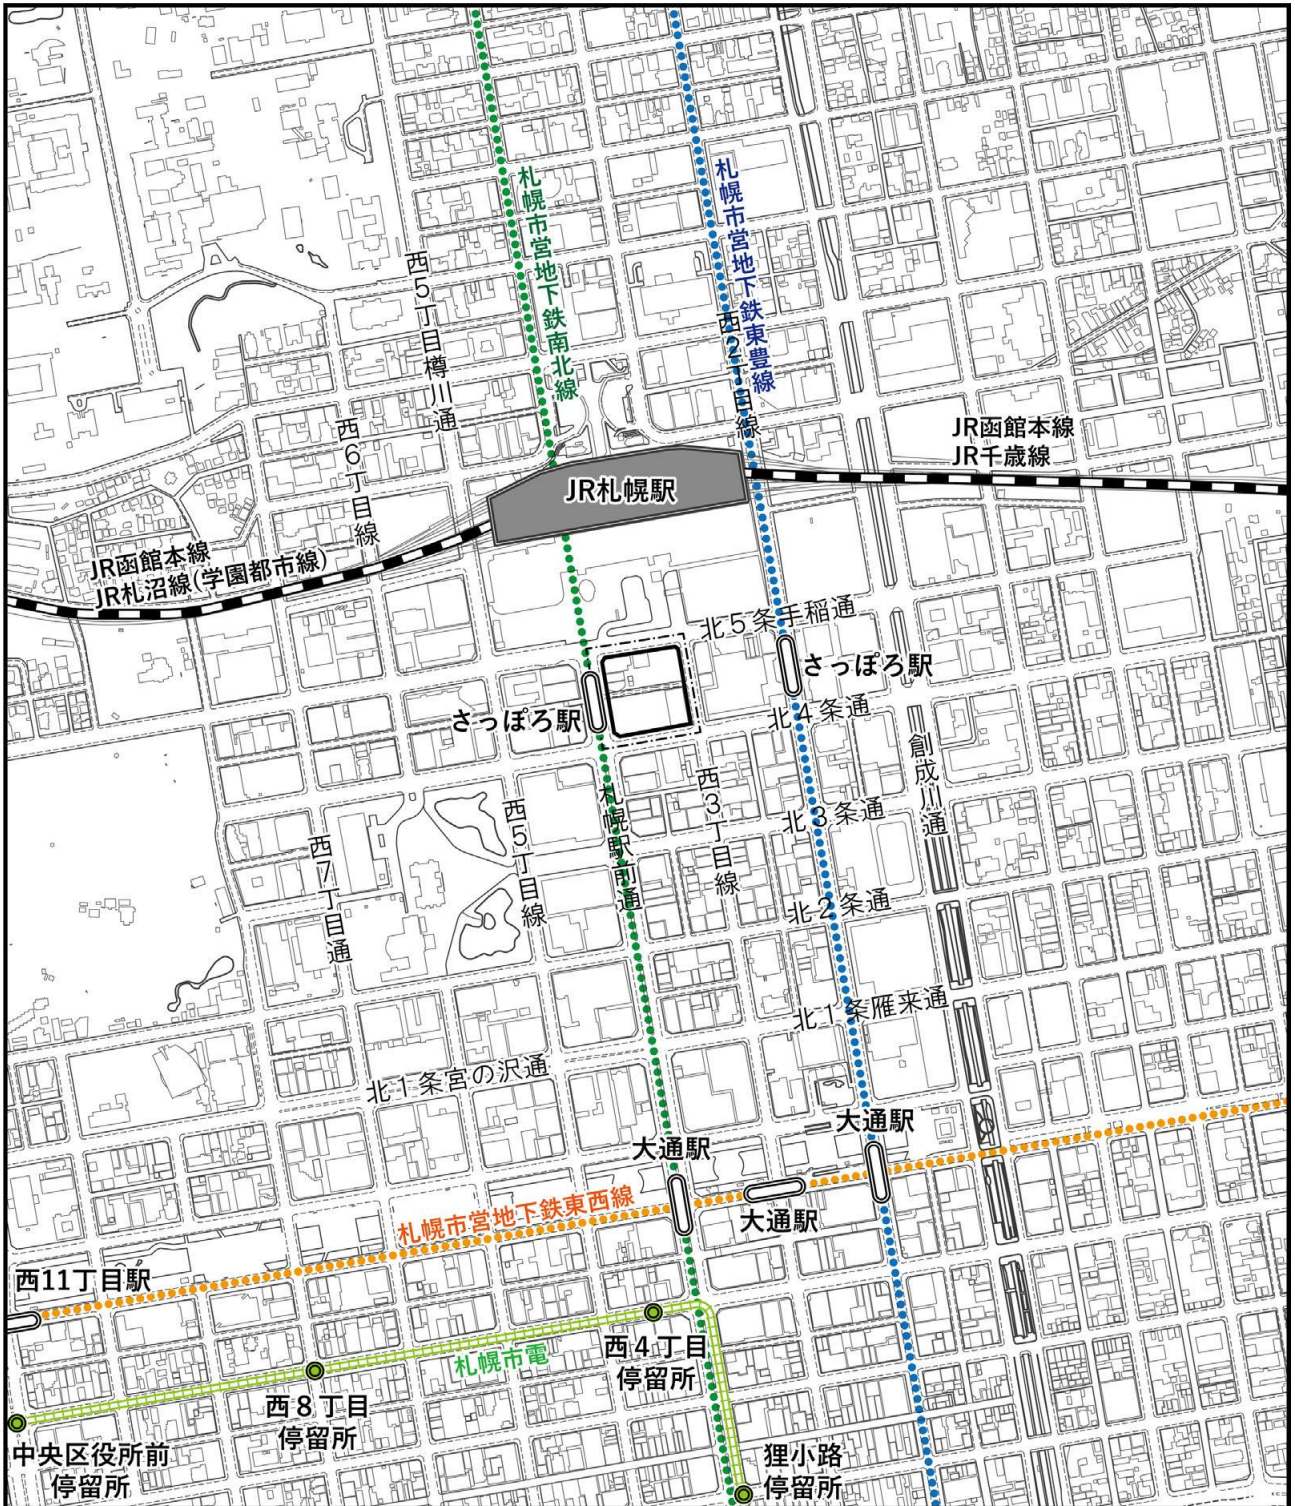 札幌市営地下鉄南北線
札幌市営地下鉄東豊線
西5丁目樽川通
西2丁目線
西6丁目線
JR函館本線
JR千歳線
JR札幌駅
JR函館本線
JR札沼線(学園都市線)
北5条手稲通
さっぽろ駅
さっぽろ駅
北4条通
創成川通
西3丁目線
札幌駅前通
西5丁目線
北3条通
西7丁目通
北2条通
北1条雁来通
北1条宮の沢通
大通駅
大通駅
札幌市営地下鉄東西線
大通駅
西11丁目駅
西4丁目
停留所
札幌市電
西8丁目
停留所
中央区役所前
停留所
狸小路
停留所